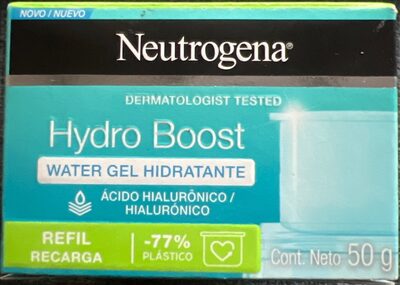 NOVO / NUEVO
Neutrogena®
DERMATOLOGIST TESTED
Hydro Boost
WATER GEL HIDRATANTE
ÁCIDO HIALURÔNICO /
HIALURÓNICO
REFIL
RECARGA
-77%
PLÁSTICO
Cont. Neto 50 g